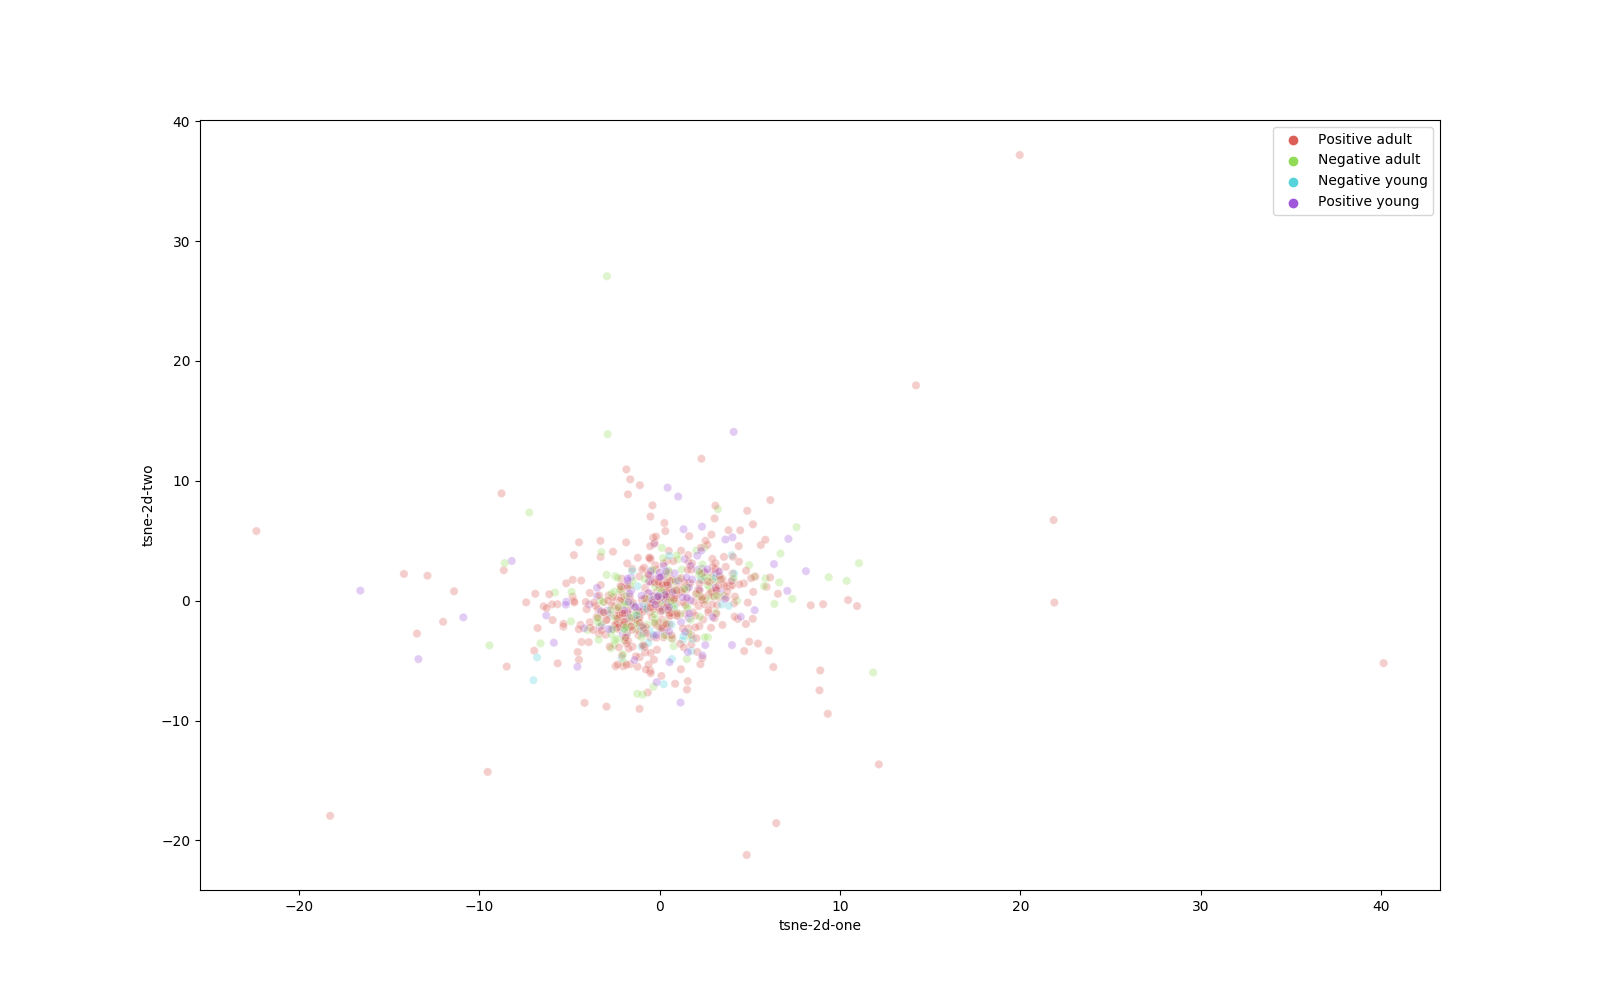 40
30
20
10
0
−10
−20
tsne-2d-two
Positive adult
Negative adult
Negative young
Positive young
−20 −10 0 10 20 30 40
tsne-2d-one